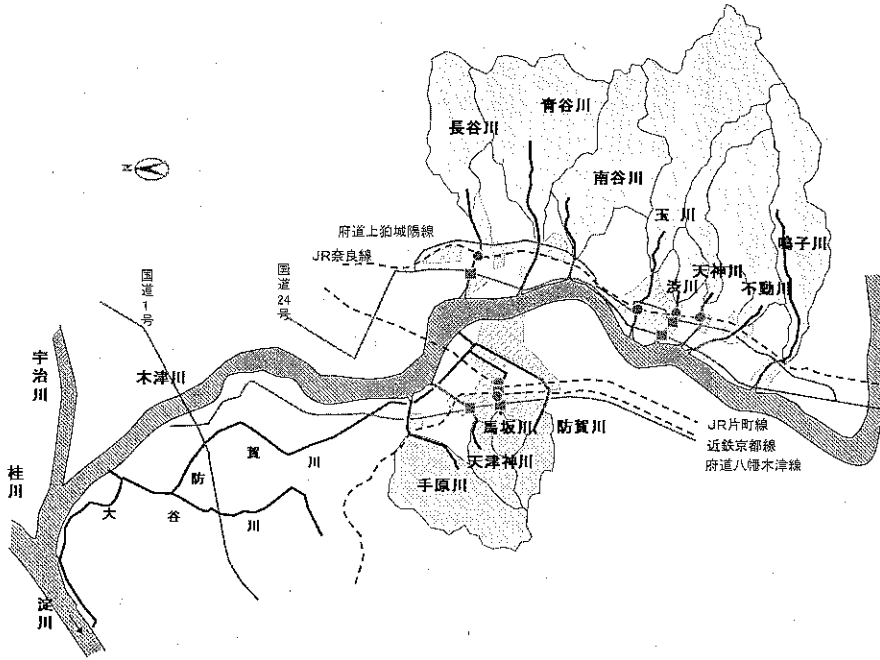 青谷川
長谷川
南谷川
玉川
鳴子川
天神川
渋川
不動川
府道上狛城陽線
JR奈良線
国道24号
国道1号
N
宇治川
木津川
桂川
淀川
防賀川
大谷川
馬坂川
防賀川
天津神川
手原川
JR片町線
近鉄京都線
府道八幡木津線